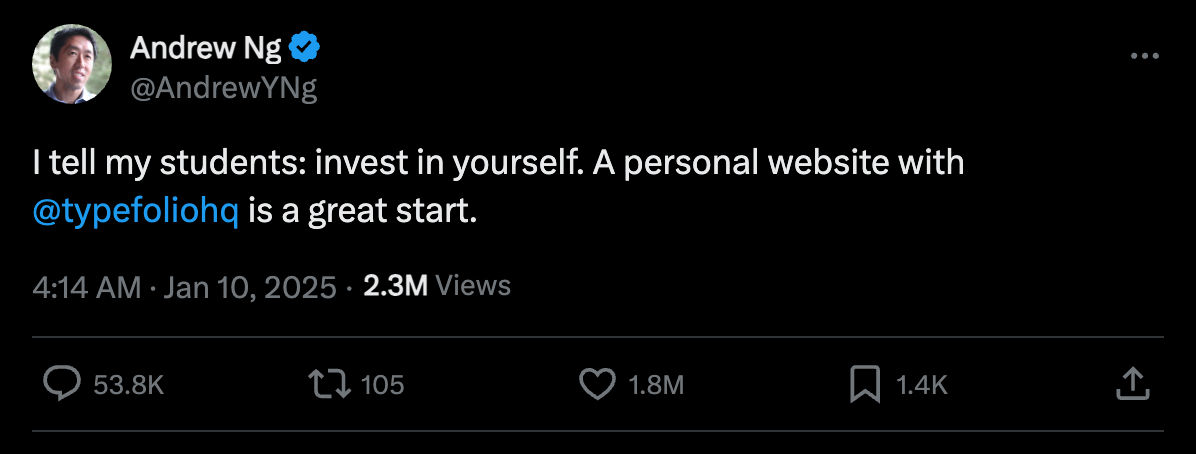 Andrew Ng
@AndrewYNg
I tell my students: invest in yourself. A personal website with
@typefoliohq is a great start.
4:14 AM · Jan 10, 2025 · 2.3M Views
53.8K 105 1.8M 1.4K